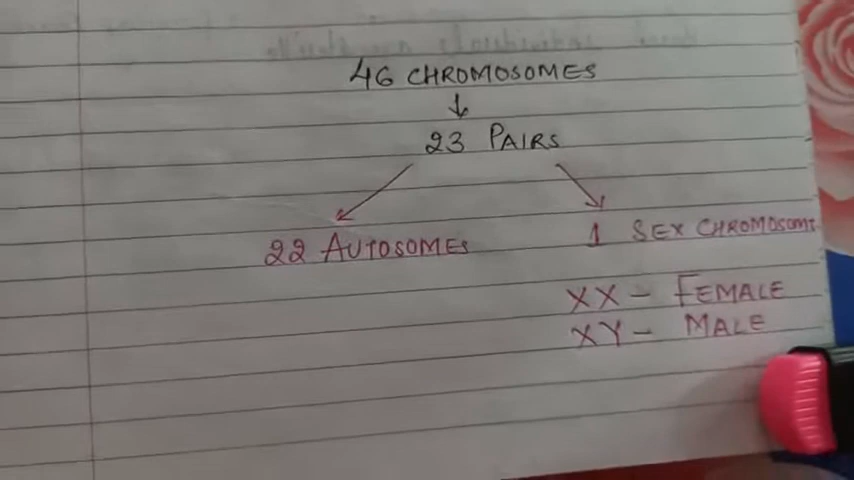 46 CHROMOSOMES
↓
23 PAIRS
22 AUTOSOMES
1 SEX CHROMOSOME
XX - FEMALE
XY - MALE